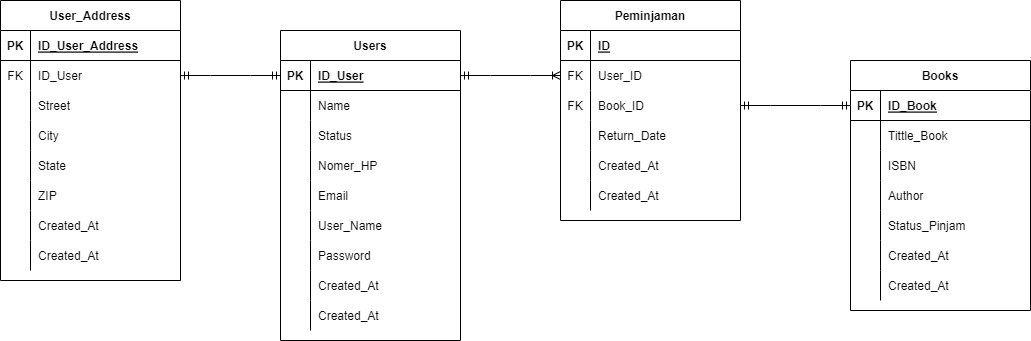 User_Address
PK ID_User_Address
FK ID_User
Street
City
State
ZIP
Created_At
Created_At
Users
PK ID_User
Name
Status
Nomer_HP
Email
User_Name
Password
Created_At
Created_At
Peminjaman
PK ID
FK User_ID
FK Book_ID
Return_Date
Created_At
Created_At
Books
PK ID_Book
Tittle_Book
ISBN
Author
Status_Pinjam
Created_At
Created_At